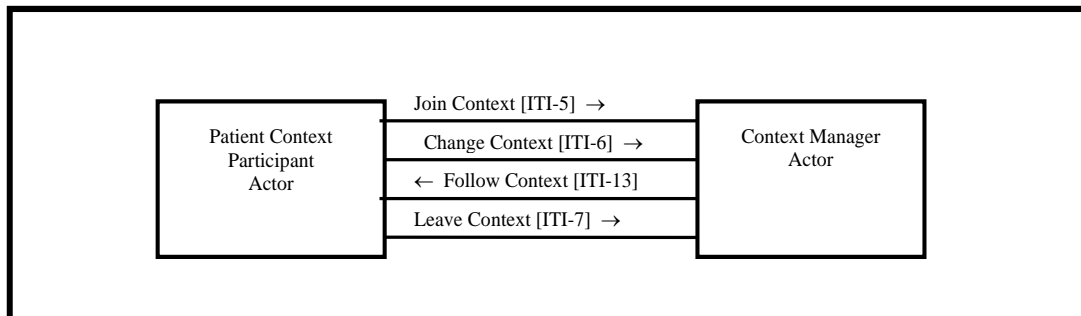 Join Context [ITI-5] →
Patient Context
Participant
Actor
Change Context [ITI-6] →
Context Manager
Actor
← Follow Context [ITI-13]
Leave Context [ITI-7] →